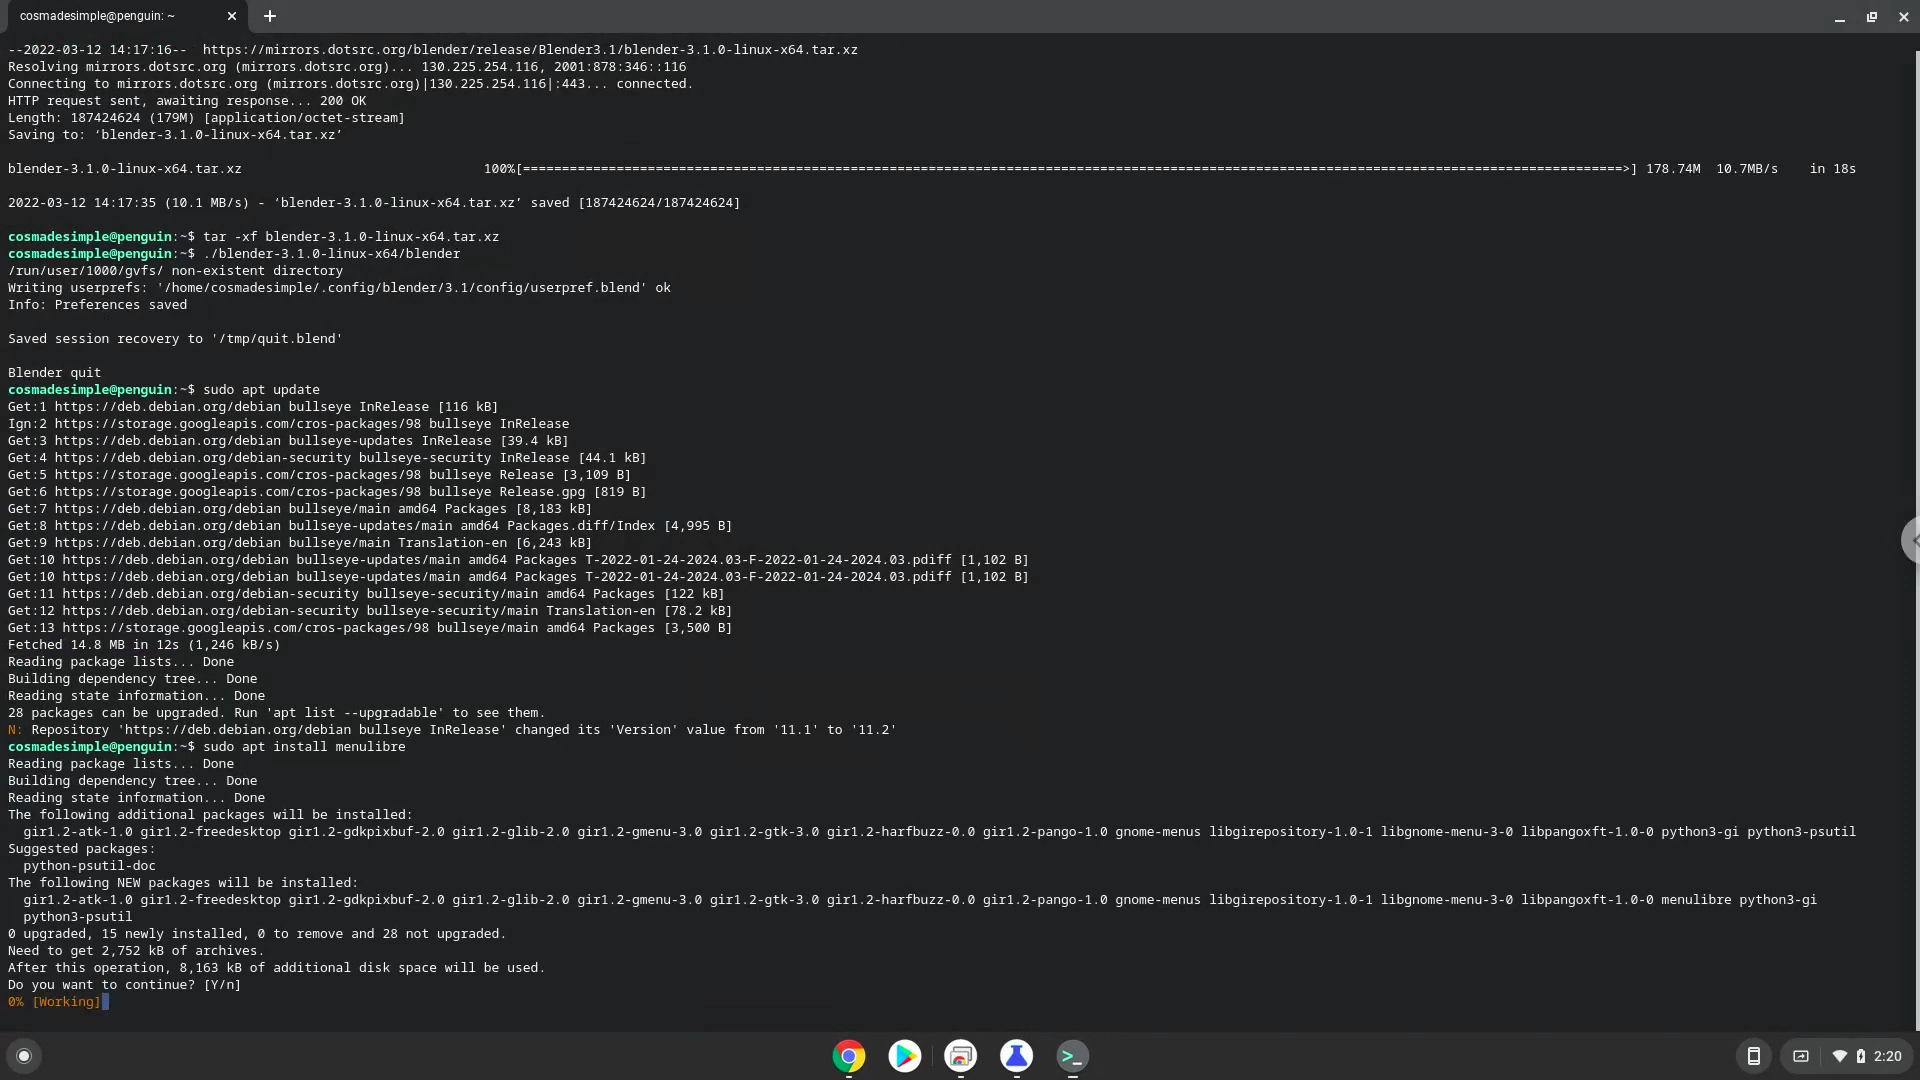 cosmadesimple@penguin: ~
--2022-03-12 14:17:16--  https://mirrors.dotsrc.org/blender/release/Blender3.1/blender-3.1.0-linux-x64.tar.xz
Resolving mirrors.dotsrc.org (mirrors.dotsrc.org)... 130.225.254.116, 2001:878:346::116
Connecting to mirrors.dotsrc.org (mirrors.dotsrc.org)|130.225.254.116|:443... connected.
HTTP request sent, awaiting response... 200 OK
Length: 187424624 (179M) [application/octet-stream]
Saving to: ‘blender-3.1.0-linux-x64.tar.xz’
blender-3.1.0-linux-x64.tar.xz 100%[=============================================================================================================================================>] 178.74M  10.7MB/s    in 18s
2022-03-12 14:17:35 (10.1 MB/s) - ‘blender-3.1.0-linux-x64.tar.xz’ saved [187424624/187424624]
cosmadesimple@penguin:~$ tar -xf blender-3.1.0-linux-x64.tar.xz
cosmadesimple@penguin:~$ ./blender-3.1.0-linux-x64/blender
/run/user/1000/gvfs/ non-existent directory
Writing userprefs: '/home/cosmadesimple/.config/blender/3.1/config/userpref.blend' ok
Info: Preferences saved
Saved session recovery to '/tmp/quit.blend'
Blender quit
cosmadesimple@penguin:~$ sudo apt update
Get:1 https://deb.debian.org/debian bullseye InRelease [116 kB]
Ign:2 https://storage.googleapis.com/cros-packages/98 bullseye InRelease
Get:3 https://deb.debian.org/debian bullseye-updates InRelease [39.4 kB]
Get:4 https://deb.debian.org/debian-security bullseye-security InRelease [44.1 kB]
Get:5 https://storage.googleapis.com/cros-packages/98 bullseye Release [3,109 B]
Get:6 https://storage.googleapis.com/cros-packages/98 bullseye Release.gpg [819 B]
Get:7 https://deb.debian.org/debian bullseye/main amd64 Packages [8,183 kB]
Get:8 https://deb.debian.org/debian bullseye-updates/main amd64 Packages.diff/Index [4,995 B]
Get:9 https://deb.debian.org/debian bullseye/main Translation-en [6,243 kB]
Get:10 https://deb.debian.org/debian bullseye-updates/main amd64 Packages T-2022-01-24-2024.03-F-2022-01-24-2024.03.pdiff [1,102 B]
Get:10 https://deb.debian.org/debian bullseye-updates/main amd64 Packages T-2022-01-24-2024.03-F-2022-01-24-2024.03.pdiff [1,102 B]
Get:11 https://deb.debian.org/debian-security bullseye-security/main amd64 Packages [122 kB]
Get:12 https://deb.debian.org/debian-security bullseye-security/main Translation-en [78.2 kB]
Get:13 https://storage.googleapis.com/cros-packages/98 bullseye/main amd64 Packages [3,500 B]
Fetched 14.8 MB in 12s (1,246 kB/s)
Reading package lists... Done
Building dependency tree... Done
Reading state information... Done
28 packages can be upgraded. Run 'apt list --upgradable' to see them.
N: Repository 'https://deb.debian.org/debian bullseye InRelease' changed its 'Version' value from '11.1' to '11.2'
cosmadesimple@penguin:~$ sudo apt install menulibre
Reading package lists... Done
Building dependency tree... Done
Reading state information... Done
The following additional packages will be installed:
  gir1.2-atk-1.0 gir1.2-freedesktop gir1.2-gdkpixbuf-2.0 gir1.2-glib-2.0 gir1.2-gmenu-3.0 gir1.2-gtk-3.0 gir1.2-harfbuzz-0.0 gir1.2-pango-1.0 gnome-menus libgirepository-1.0-1 libgnome-menu-3-0 libpangoxft-1.0-0 python3-gi python3-psutil
Suggested packages:
  python-psutil-doc
The following NEW packages will be installed:
  gir1.2-atk-1.0 gir1.2-freedesktop gir1.2-gdkpixbuf-2.0 gir1.2-glib-2.0 gir1.2-gmenu-3.0 gir1.2-gtk-3.0 gir1.2-harfbuzz-0.0 gir1.2-pango-1.0 gnome-menus libgirepository-1.0-1 libgnome-menu-3-0 libpangoxft-1.0-0 menulibre python3-gi
  python3-psutil
0 upgraded, 15 newly installed, 0 to remove and 28 not upgraded.
Need to get 2,752 kB of archives.
After this operation, 8,163 kB of additional disk space will be used.
Do you want to continue? [Y/n]
0% [Working]
2:20